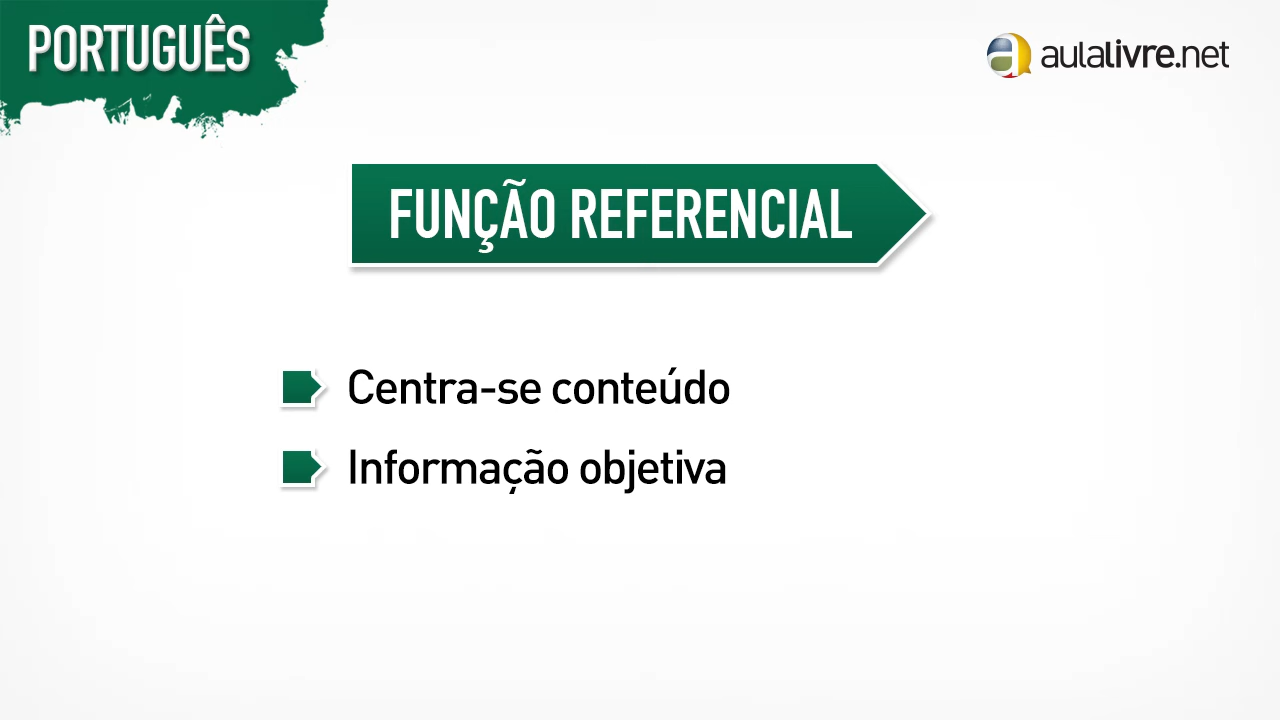 PORTUGUÊS
aulalivre.net
FUNÇÃO REFERENCIAL
Centra-se conteúdo
Informação objetiva